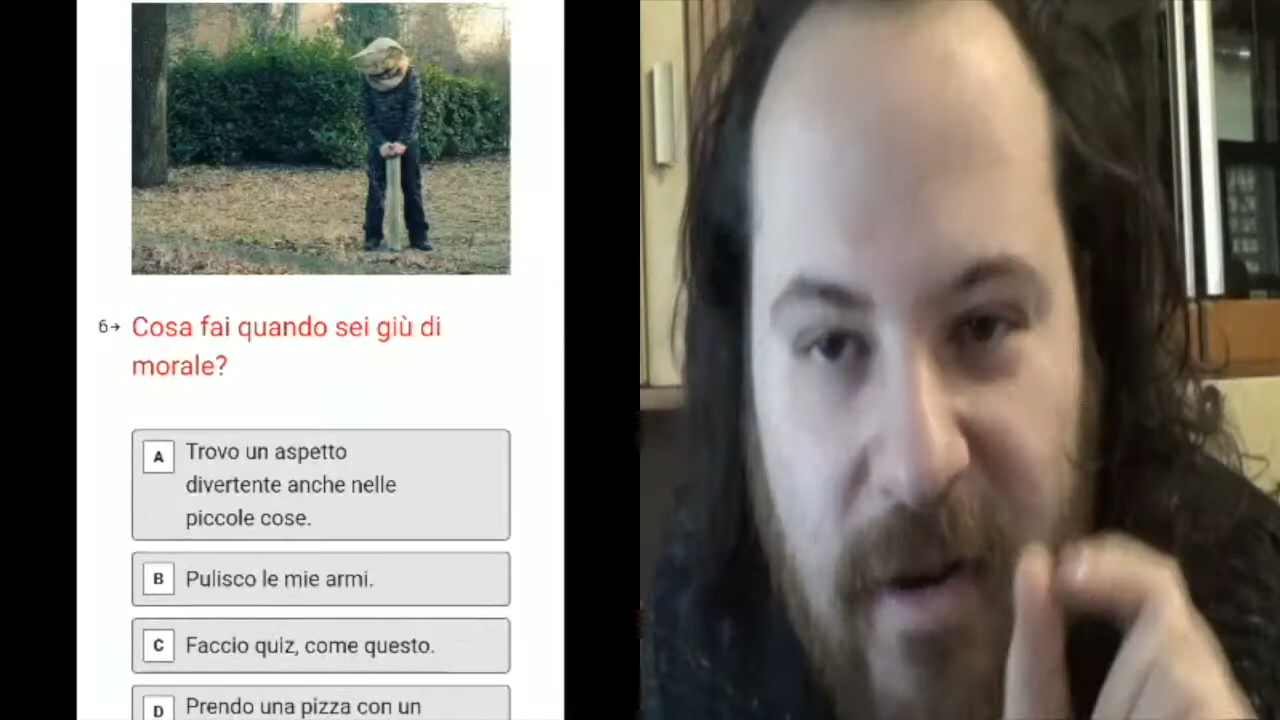 6→ Cosa fai quando sei giù di
morale?
A Trovo un aspetto
divertente anche nelle
piccole cose.
B Pulisco le mie armi.
C Faccio quiz, come questo.
D Prendo una pizza con un